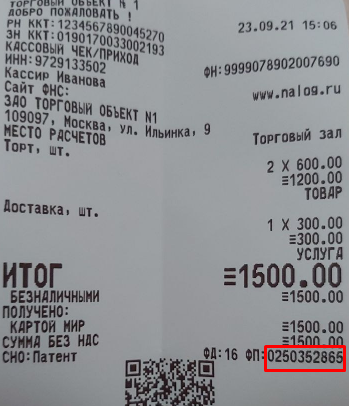 ТОРГОВЫЙ ОБЪЕКТ N 1
ДОБРО ПОЖАЛОВАТЬ !
РН ККТ:1234567890045270 23.09.21 15:06
ЗН ККТ:01901700330​02193
КАССОВЫЙ ЧЕК/ПРИХОД
ИНН:9729133502 ФН:9999078902007690
Кассир Иванова
Сайт ФНС: www.nalog.ru
ЗАО ТОРГОВЫЙ ОБЪЕКТ N1
109097, Москва, ул. Ильинка, 9
МЕСТО РАСЧЕТОВ Торговый зал
Торт, шт.
2 X 600.00
≡1200.00
ТОВАР
Доставка, шт.
1 X 300.00
≡300.00
УСЛУГА
ИТОГ ≡1500.00
БЕЗНАЛИЧНЫМИ ≡1500.00
ПОЛУЧЕНО:
КАРТОЙ МИР ≡1500.00
СУММА БЕЗ НДС ≡1500.00
СНО:Патент ФД:16 ФП:0250352865